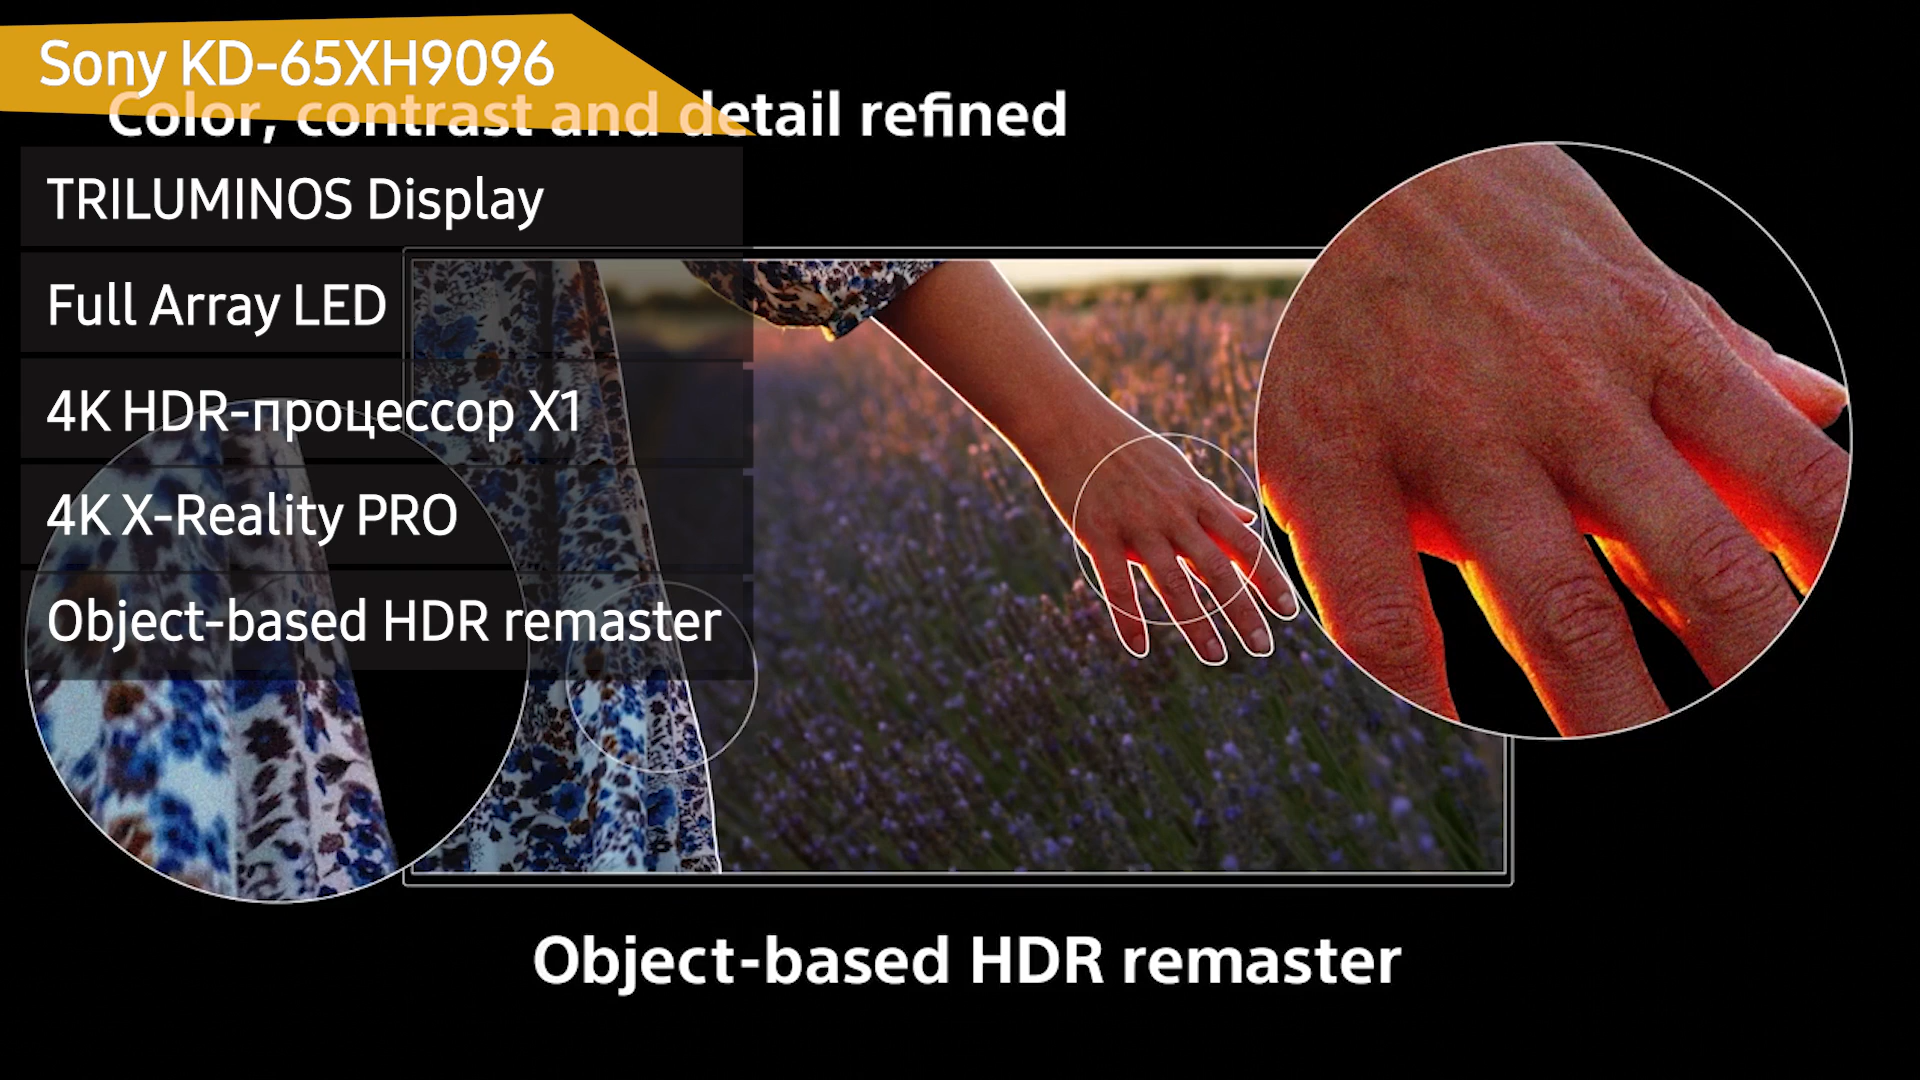 Sony KD-65XH9096
Color, contrast and detail refined
TRILUMINOS Display
Full Array LED
4K HDR-процессор X1
4K X-Reality PRO
Object-based HDR remaster
Object-based HDR remaster